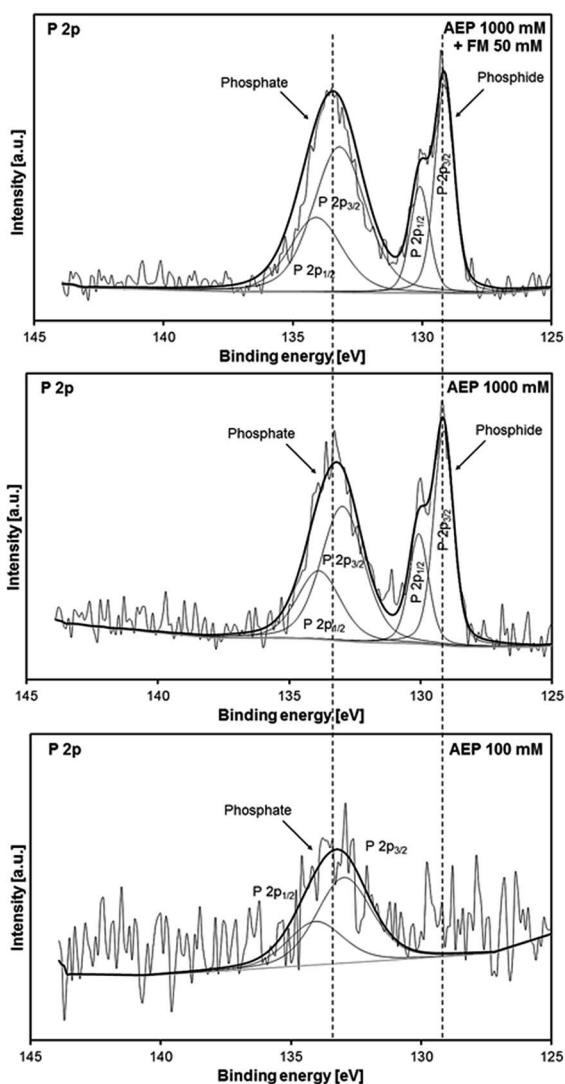 P 2p
AEP 1000 mM
+ FM 50 mM
Phosphate
Phosphide
P 2p3/2
P 2p1/2
P 2p3/2
P 2p1/2
Intensity [a.u.]
145 140 135 130 125
Binding energy [eV]
P 2p
AEP 1000 mM
Phosphate
Phosphide
P 2p3/2
P 2p1/2
P 2p3/2
P 2p1/2
Intensity [a.u.]
145 140 135 130 125
Binding energy [eV]
P 2p
AEP 100 mM
Phosphate
P 2p3/2
P 2p1/2
Intensity [a.u.]
145 140 135 130 125
Binding energy [eV]